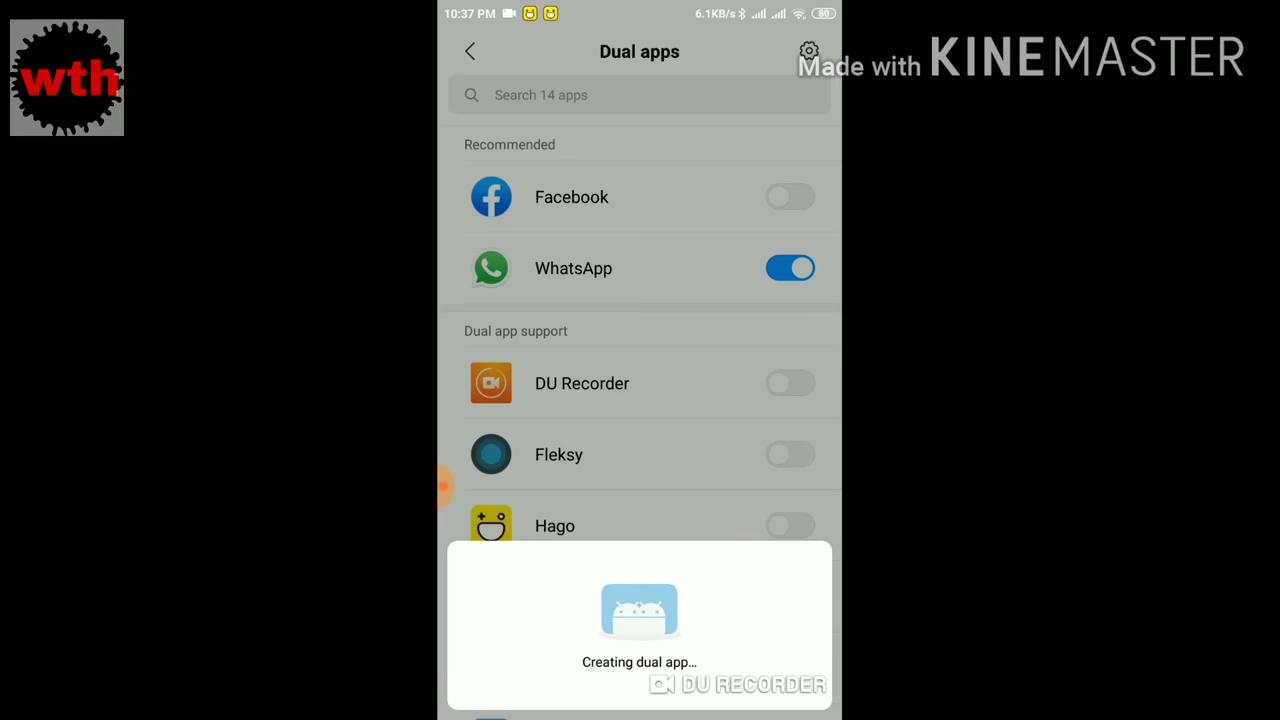 wth
10:37 PM
6.1KB/s
80
Dual apps
Made with KINEMASTER
Search 14 apps
Recommended
Facebook
WhatsApp
Dual app support
DU Recorder
Fleksy
Hago
Creating dual app...
DU RECORDER